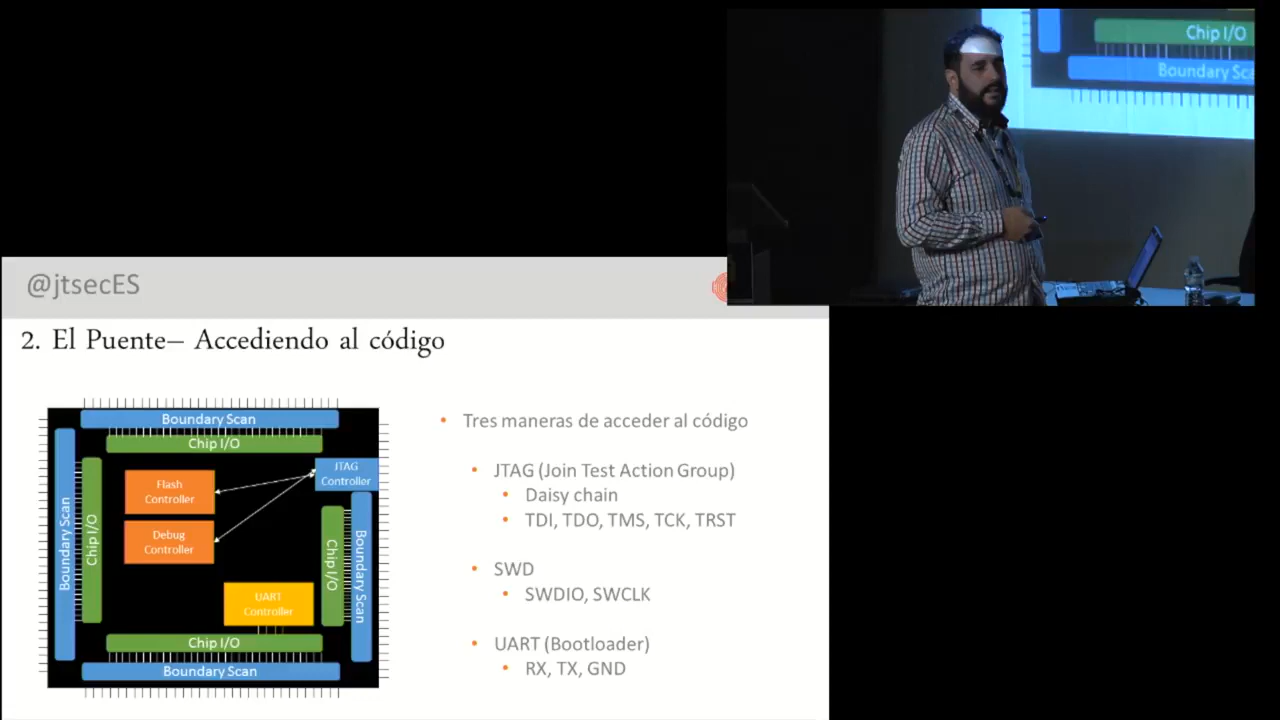 Chip I/O
Boundary Sca
@jtsecES
2. El Puente– Accediendo al código
Boundary Scan
Chip I/O
JTAG
Controller
Flash
Controller
Debug
Controller
UART
Controller
Boundary Scan
Chip I/O
Chip I/O
Boundary Scan
Chip I/O
Boundary Scan
• Tres maneras de acceder al código
• JTAG (Join Test Action Group)
• Daisy chain
• TDI, TDO, TMS, TCK, TRST
• SWD
• SWDIO, SWCLK
• UART (Bootloader)
• RX, TX, GND